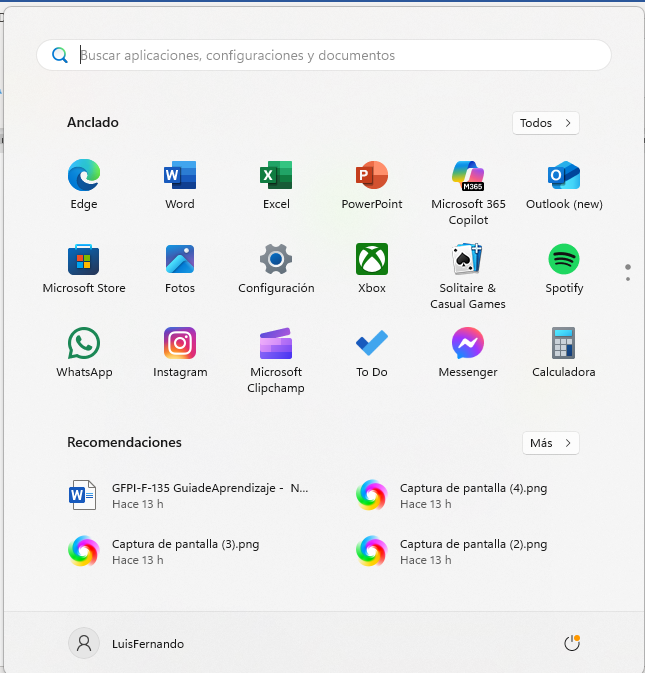 Buscar aplicaciones, configuraciones y documentos
Anclado
Todos
Edge
Word
Excel
PowerPoint
Microsoft 365
Copilot
Outlook (new)
M365
Microsoft Store
Fotos
Configuración
Xbox
Solitaire &
Casual Games
Spotify
WhatsApp
Instagram
Microsoft
Clipchamp
To Do
Messenger
Calculadora
Recomendaciones
Más
GFPI-F-135 GuiadeAprendizaje - N...
Hace 13 h
Captura de pantalla (4).png
Hace 13 h
Captura de pantalla (3).png
Hace 13 h
Captura de pantalla (2).png
Hace 13 h
LuisFernando